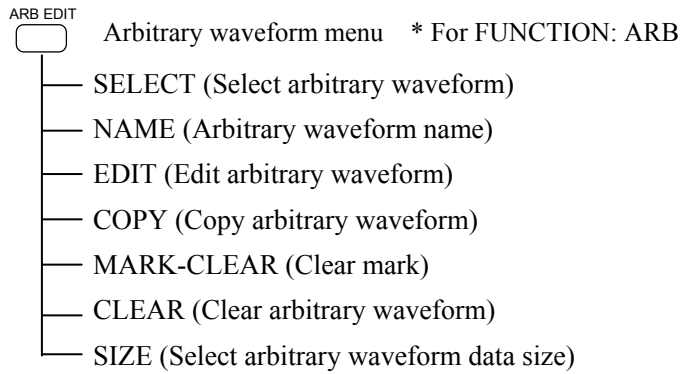 ARB EDIT
Arbitrary waveform menu * For FUNCTION: ARB
SELECT (Select arbitrary waveform)
NAME (Arbitrary waveform name)
EDIT (Edit arbitrary waveform)
COPY (Copy arbitrary waveform)
MARK-CLEAR (Clear mark)
CLEAR (Clear arbitrary waveform)
SIZE (Select arbitrary waveform data size)